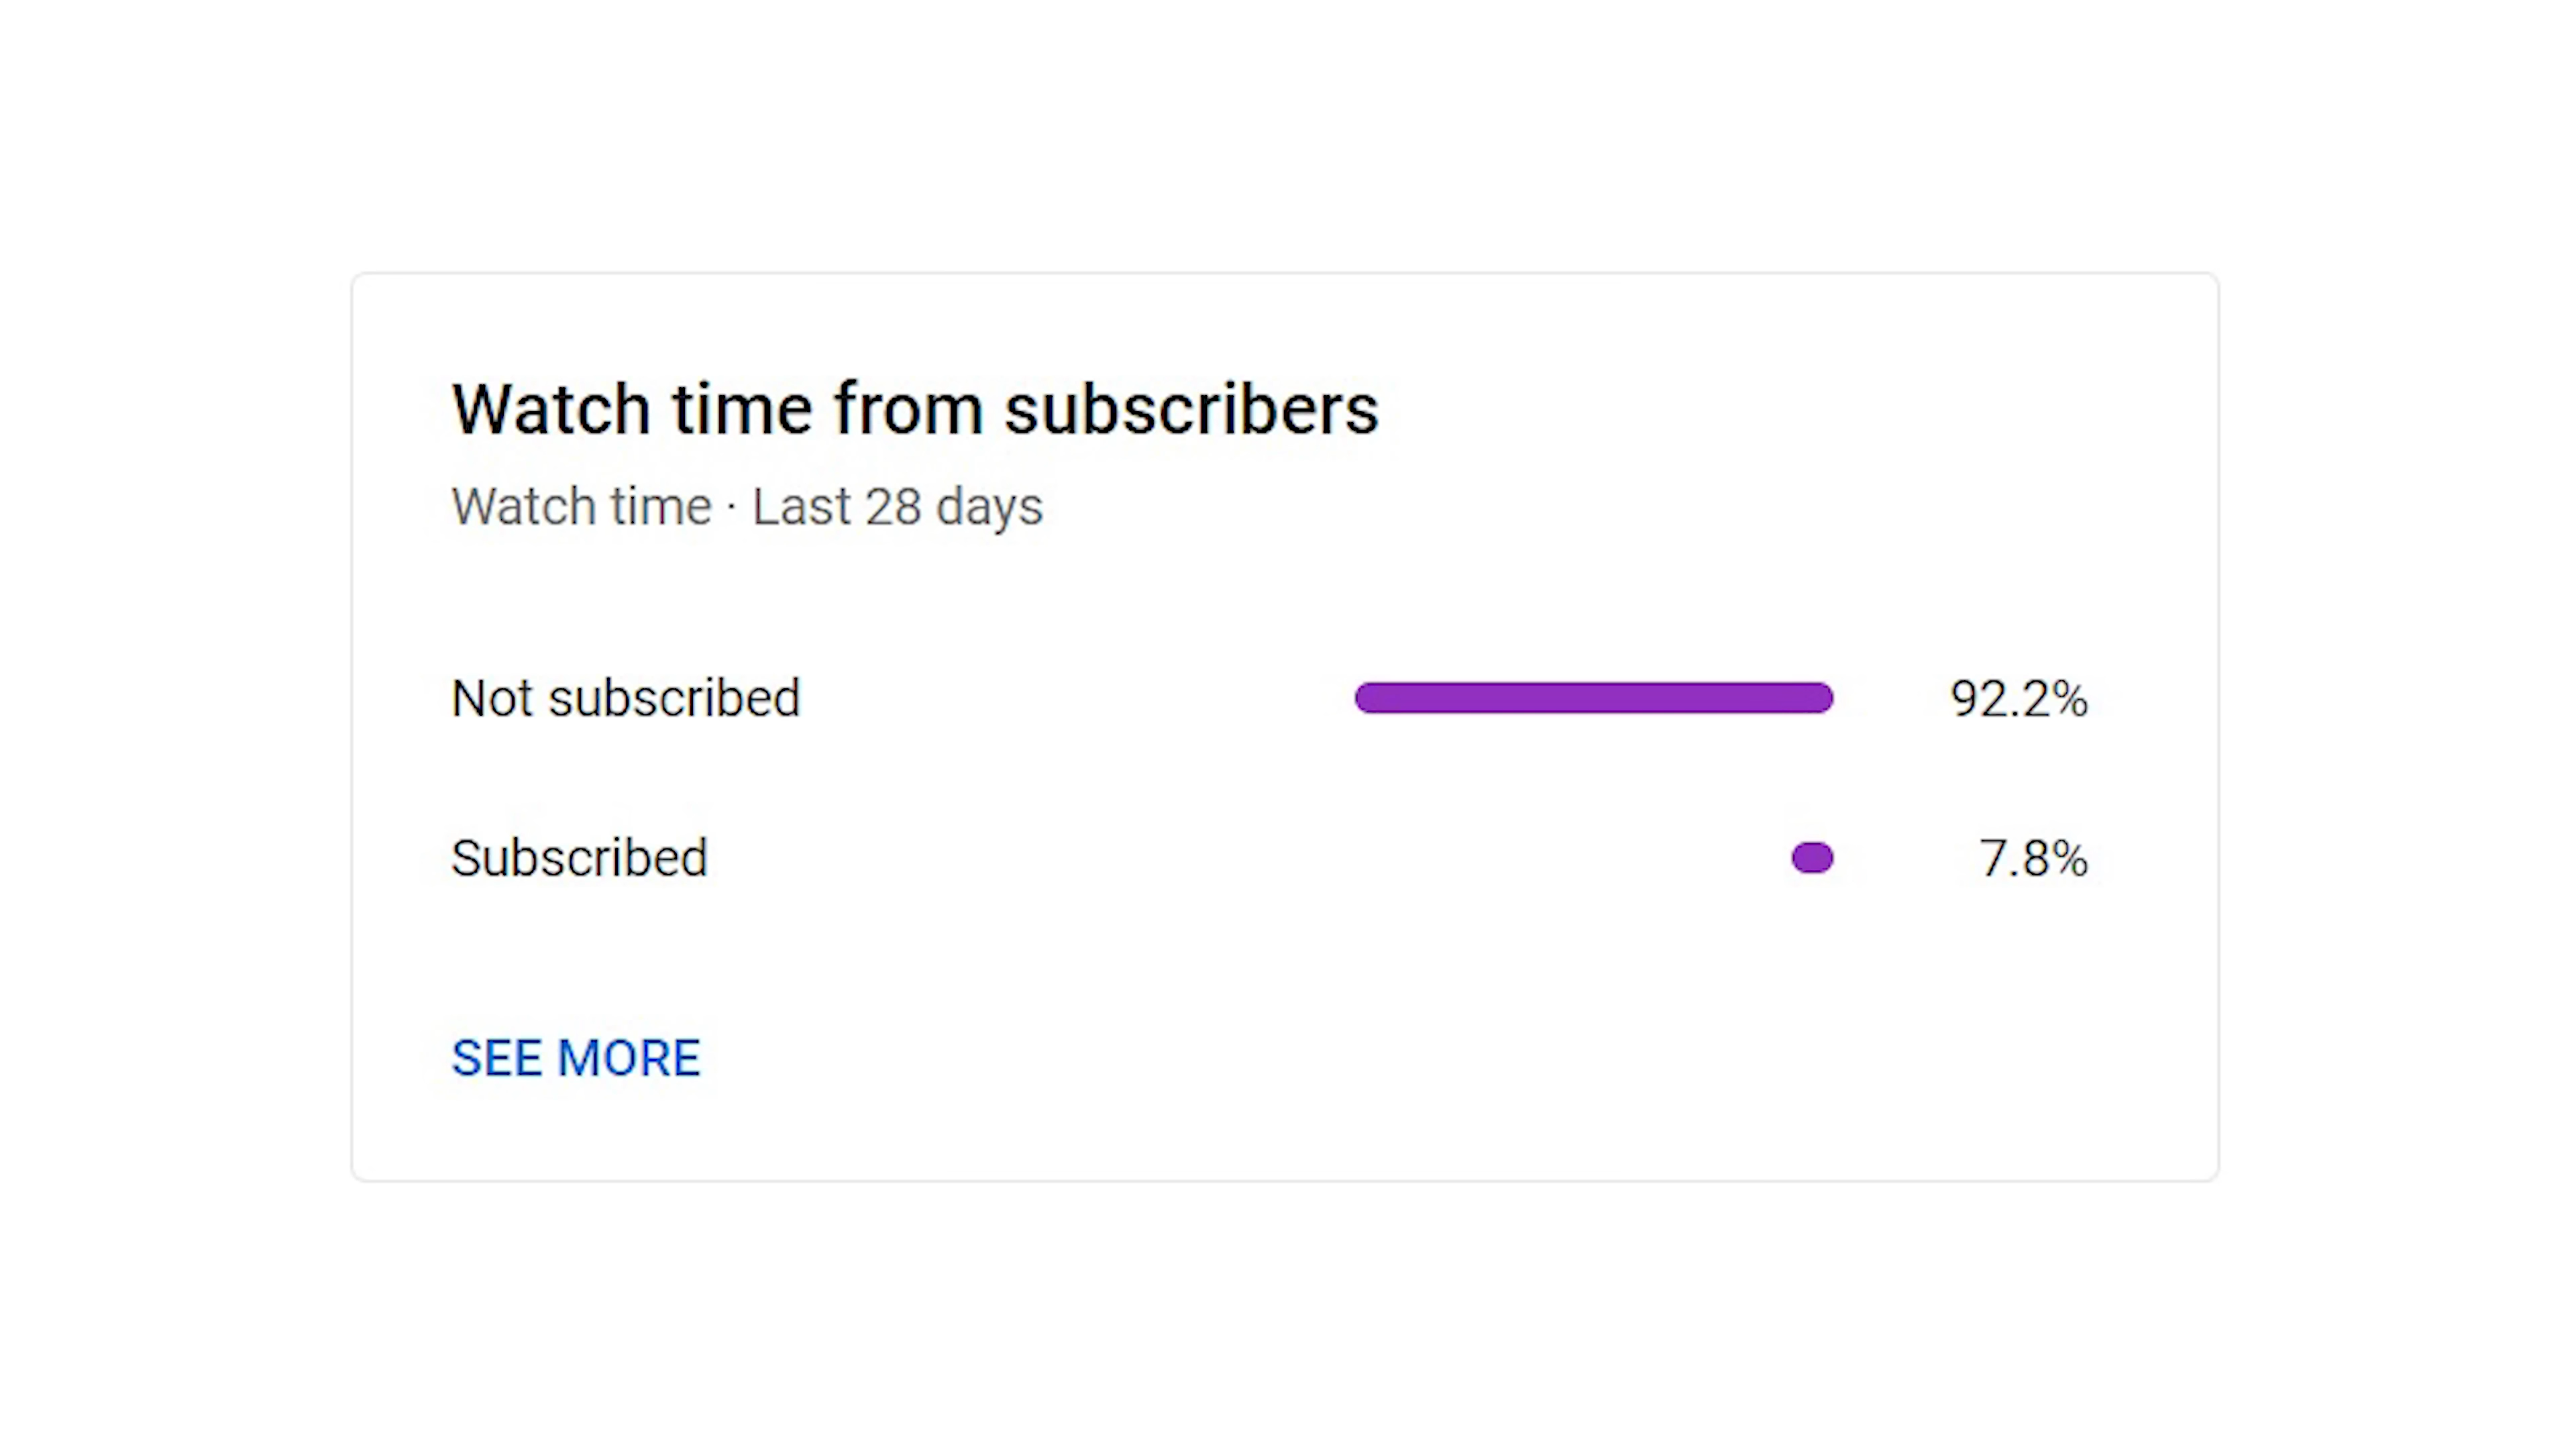 Watch time from subscribers
Watch time · Last 28 days
Not subscribed 92.2%
Subscribed 7.8%
SEE MORE